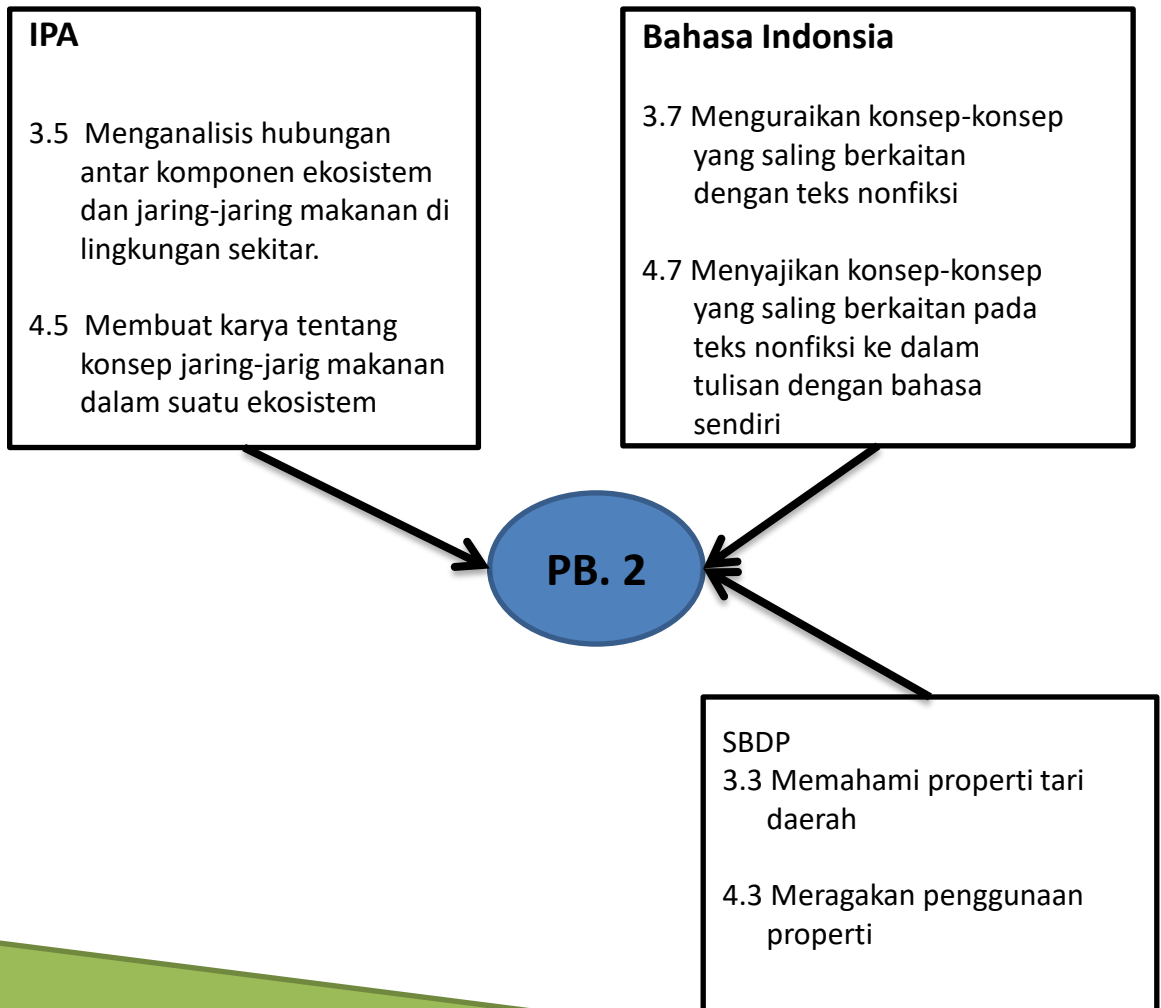 IPA
3.5 Menganalisis hubungan
antar komponen ekosistem
dan jaring-jaring makanan di
lingkungan sekitar.
4.5 Membuat karya tentang
konsep jaring-jarig makanan
dalam suatu ekosistem
Bahasa Indonsia
3.7 Menguraikan konsep-konsep
yang saling berkaitan
dengan teks nonfiksi
4.7 Menyajikan konsep-konsep
yang saling berkaitan pada
teks nonfiksi ke dalam
tulisan dengan bahasa
sendiri
PB. 2
SBDP
3.3 Memahami properti tari
daerah
4.3 Meragakan penggunaan
properti